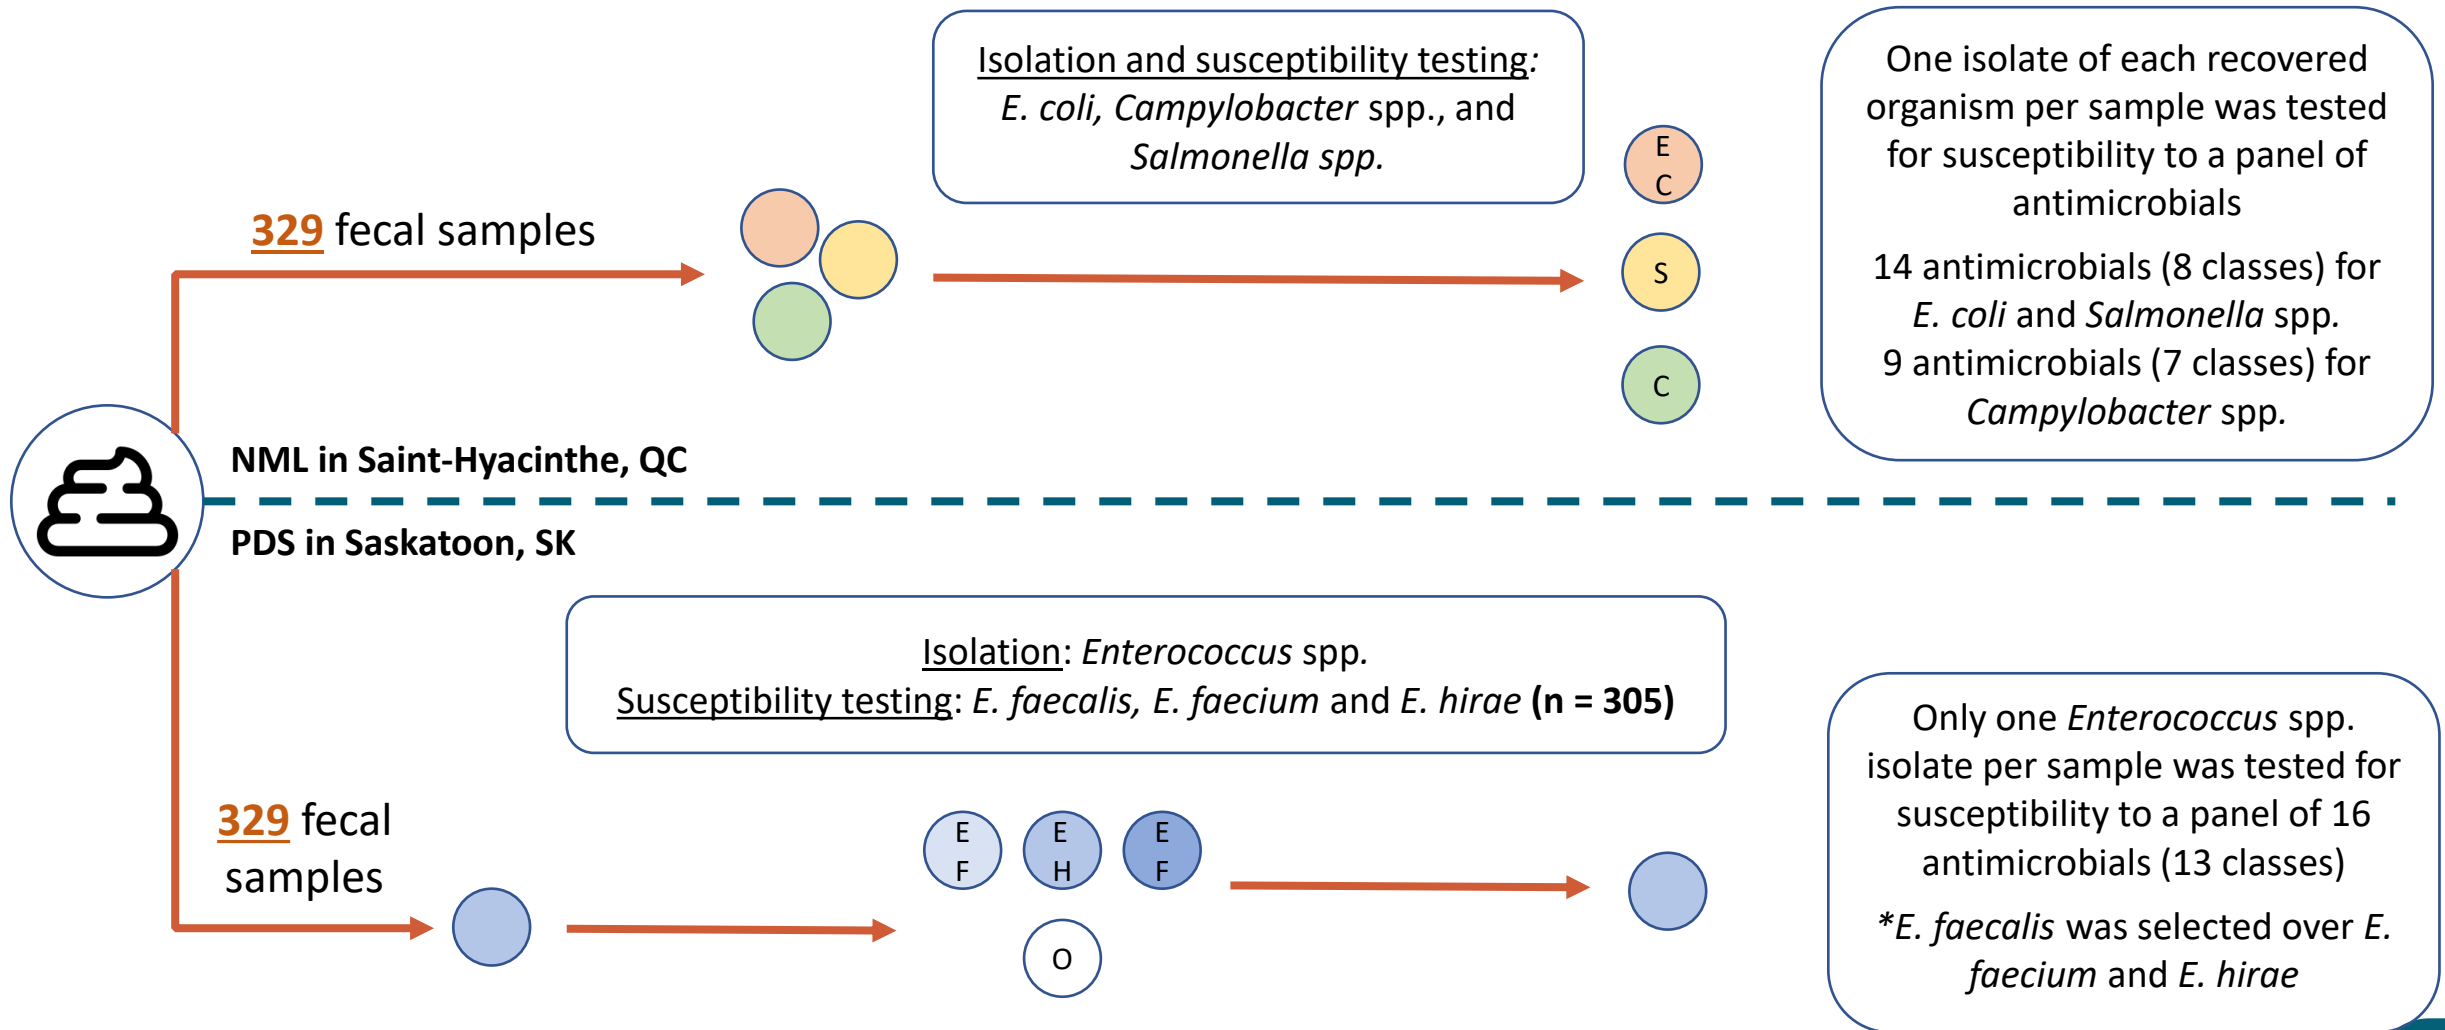 Isolation and susceptibility testing:
E. coli, Campylobacter spp., and
Salmonella spp.
One isolate of each recovered
organism per sample was tested
for susceptibility to a panel of
antimicrobials
14 antimicrobials (8 classes) for
E. coli and Salmonella spp.
9 antimicrobials (7 classes) for
Campylobacter spp.
329 fecal samples
E
C
S
C
NML in Saint-Hyacinthe, QC
PDS in Saskatoon, SK
Isolation: Enterococcus spp.
Susceptibility testing: E. faecalis, E. faecium and E. hirae (n = 305)
329 fecal
samples
E
F
E
H
E
F
O
Only one Enterococcus spp.
isolate per sample was tested for
susceptibility to a panel of 16
antimicrobials (13 classes)
*E. faecalis was selected over E.
faecium and E. hirae